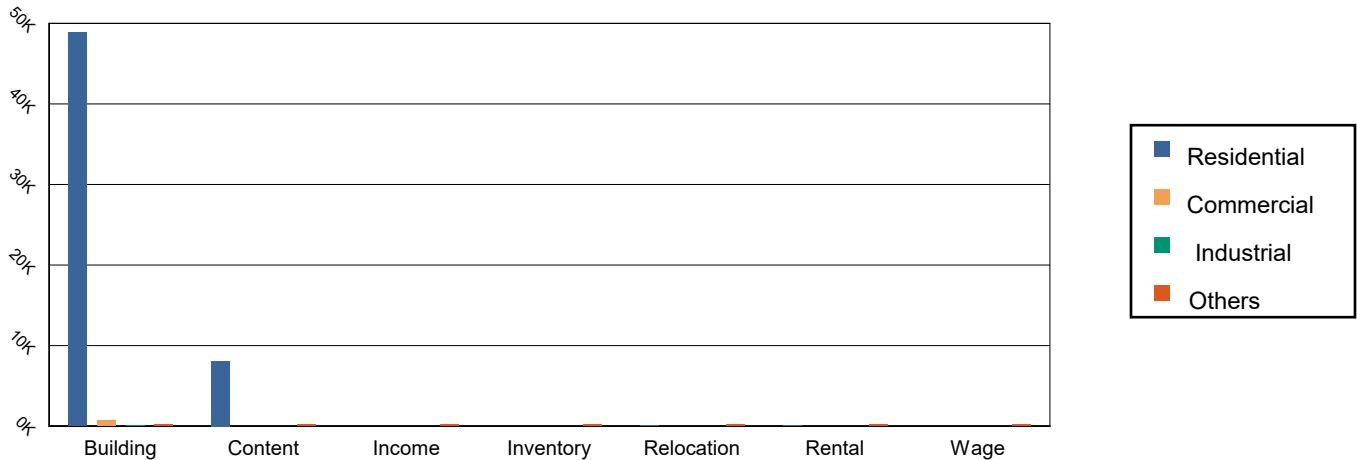 50K
40K
30K
20K
10K
0K
Building Content Income Inventory Relocation Rental Wage
Residential
Commercial
Industrial
Others